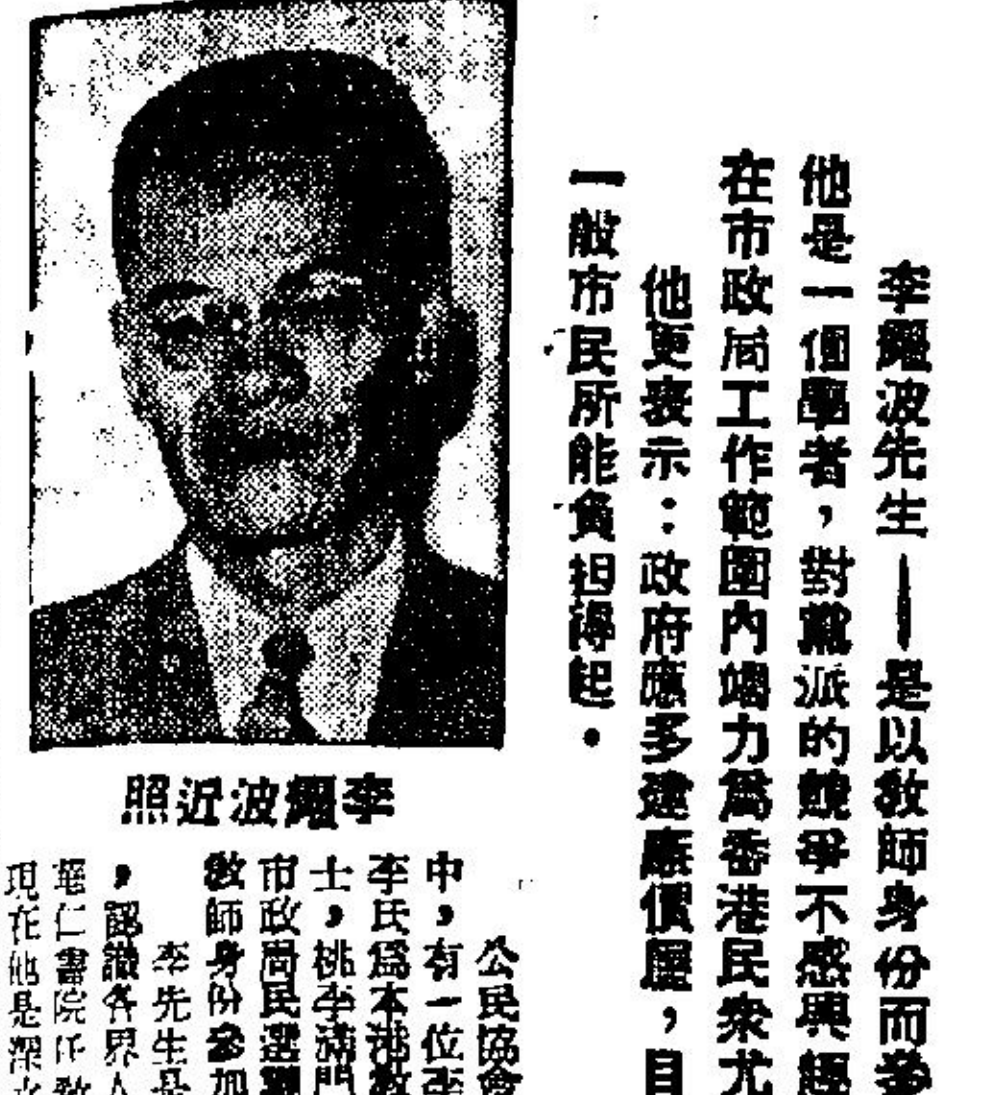 李耀波先生——是以教師身份而參
他是一個學者，對黨派的競爭不感興趣
在市政局工作範圍內竭力爲香港民衆尤
他更表示：政府應多建廉價屋，目
一般市民所能負担得起。
李耀波近照
公民協會
中，有一位李
李氏爲本港教
士，桃李滿門
市政局民選
教師身份參加
李先生是
，認識各界人
華仁書院任教
現在他是深水